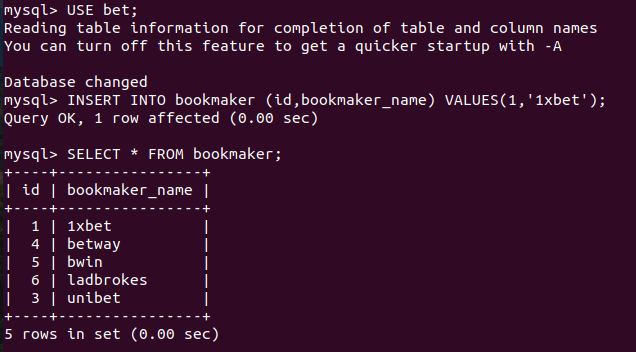 mysql> USE bet;
Reading table information for completion of table and column names
You can turn off this feature to get a quicker startup with -A

Database changed
mysql> INSERT INTO bookmaker (id,bookmaker_name) VALUES(1,'1xbet');
Query OK, 1 row affected (0.00 sec)

mysql> SELECT * FROM bookmaker;
+----+----------------+
| id | bookmaker_name |
+----+----------------+
|  1 | 1xbet          |
|  4 | betway         |
|  5 | bwin           |
|  6 | ladbrokes      |
|  3 | unibet         |
+----+----------------+
5 rows in set (0.00 sec)